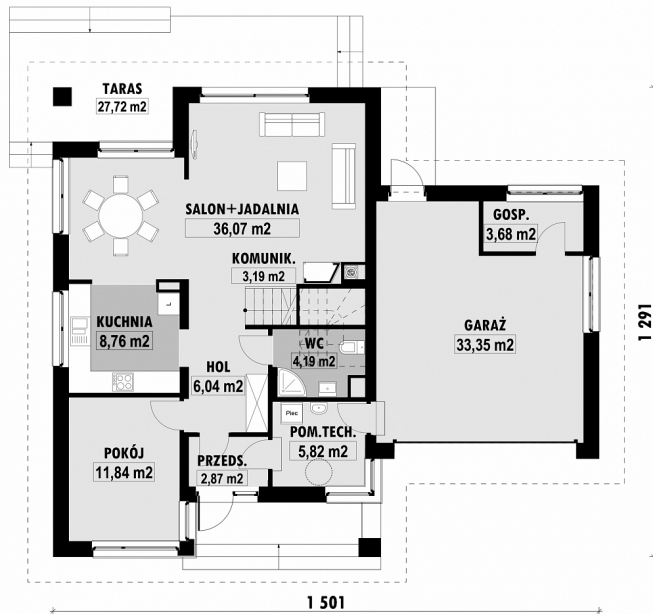 TARAS
27,72 m2
SALON+JADALNIA
36,07 m2
GOSP.
3,68 m2
KOMUNIK.
3,19 m2
KUCHNIA
8,76 m2
L
GARAŻ
33,35 m2
1 291
WC
4,19 m2
HOL
6,04 m2
Piec
POM.TECH.
5,82 m2
POKÓJ
11,84 m2
PRZEDS.
2,87 m2
1 501